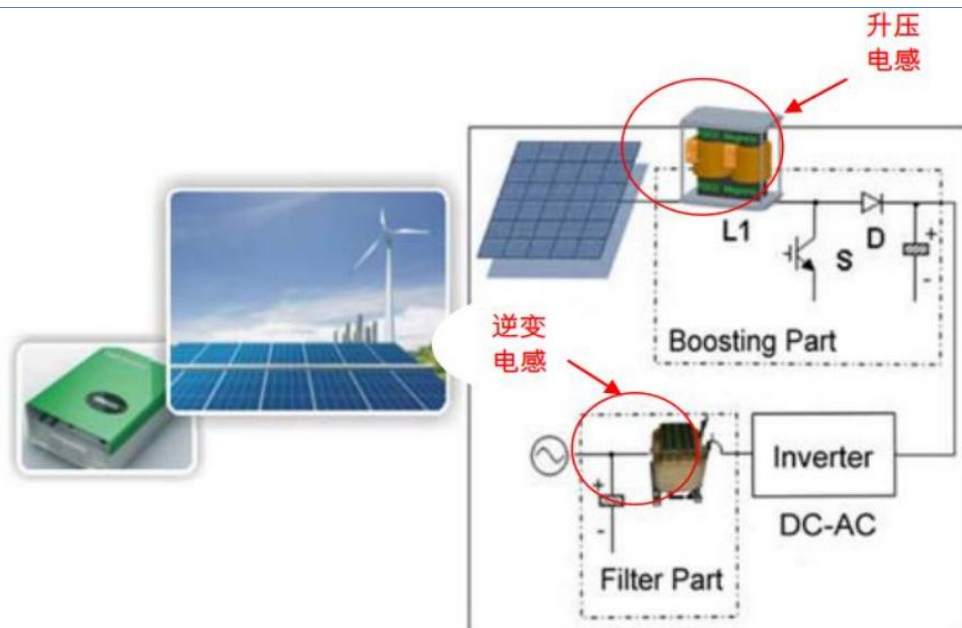 升压
电感
L1
D
S
+
-
Boosting Part
逆变
电感
+
-
Inverter
DC-AC
Filter Part